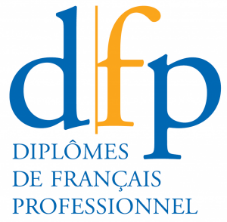 dfp
DIPLÔMES
DE FRANÇAIS
PROFESSIONNEL